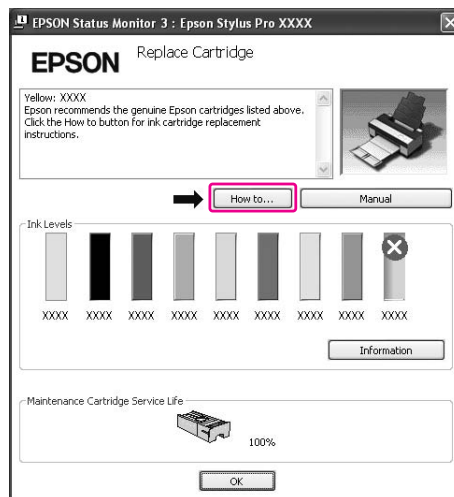 EPSON Status Monitor 3 : Epson Stylus Pro XXXX
EPSON
Replace Cartridge
Yellow: XXXX
Epson recommends the genuine Epson cartridges listed above.
Click the How to button for ink cartridge replacement
instructions.
How to...
Manual
Ink Levels
XXXX XXXX XXXX XXXX XXXX XXXX XXXX XXXX XXXX
Information
Maintenance Cartridge Service Life
100%
OK